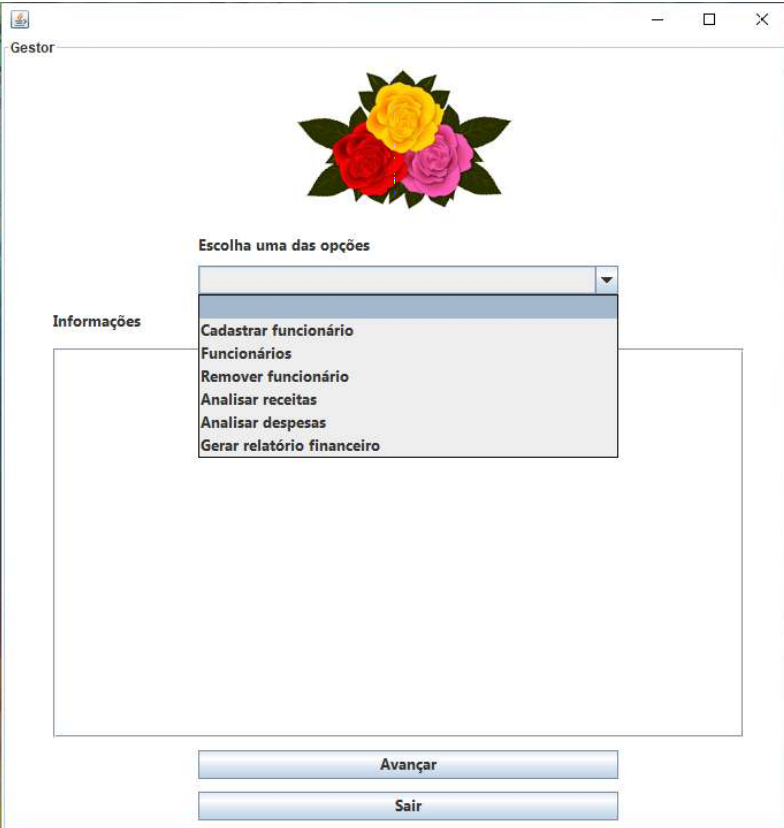 Gestor
Escolha uma das opções
Informações
Cadastrar funcionário
Funcionários
Remover funcionário
Analisar receitas
Analisar despesas
Gerar relatório financeiro
Avançar
Sair